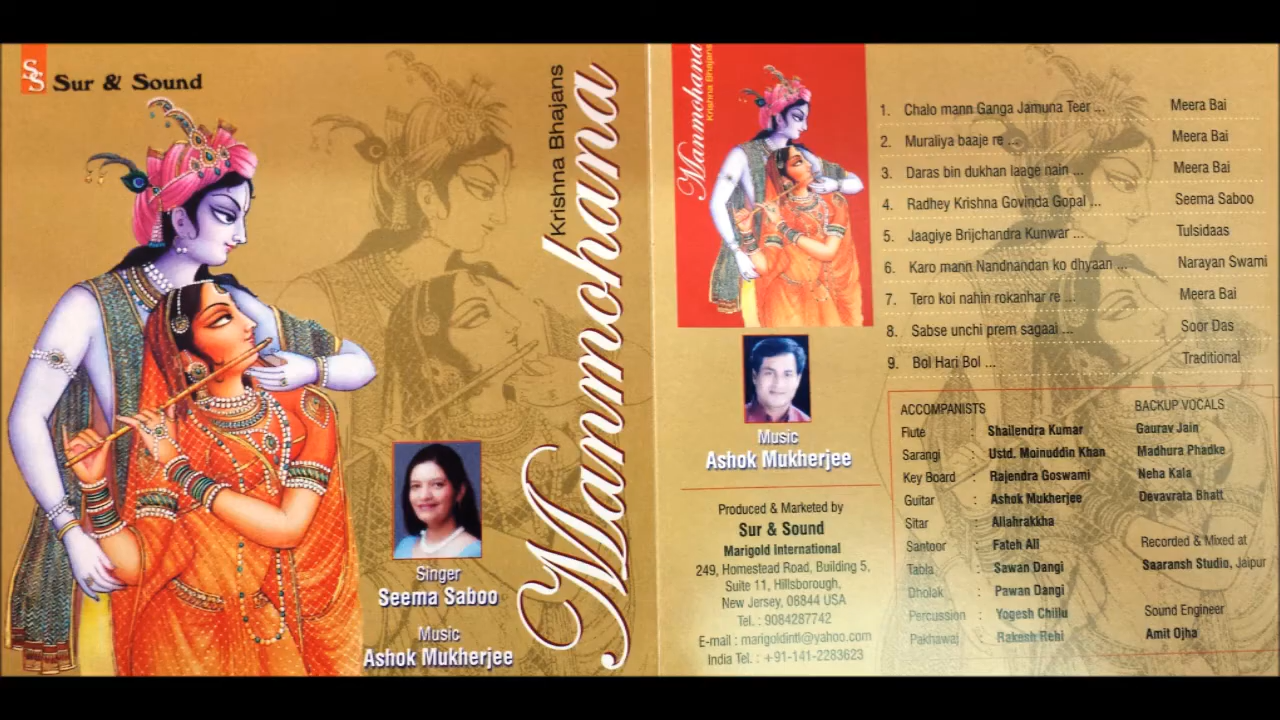 SS Sur & Sound
Krishna Bhajans
Manmohana
Singer
Seema Saboo
Music
Ashok Mukherjee
Manmohana
Krishna Bhajans
Music
Ashok Mukherjee
Produced & Marketed by
Sur & Sound
Marigold International
249, Homestead Road, Building 5,
Suite 11, Hillsborough,
New Jersey, 06844 USA
Tel. : 9084287742
E-mail : marigoldintl@yahoo.com
India Tel. : +91-141-2283623
1. Chalo mann Ganga Jamuna Teer ... Meera Bai
2. Muraliya baaje re ... Meera Bai
3. Daras bin dukhan laage nain ... Meera Bai
4. Radhey Krishna Govinda Gopal ... Seema Saboo
5. Jaagiye Brijchandra Kunwar ... Tulsidaas
6. Karo mann Nandnandan ko dhyaan ... Narayan Swami
7. Tero koi nahin rokanhar re ... Meera Bai
8. Sabse unchi prem sagaai ... Soor Das
9. Bol Hari Bol ... Traditional
ACCOMPANISTS
Flute : Shailendra Kumar
Sarangi : Ustd. Moinuddin Khan
Key Board : Rajendra Goswami
Guitar : Ashok Mukherjee
Sitar : Allahrakkha
Santoor : Fateh Ali
Tabla : Sawan Dangi
Dholak : Pawan Dangi
Percussion : Yogesh Chillu
Pakhawaj : Rakesh Rehi
BACKUP VOCALS
Gaurav Jain
Madhura Phadke
Neha Kala
Devavrata Bhatt
Recorded & Mixed at
Saaransh Studio, Jaipur
Sound Engineer
Amit Ojha